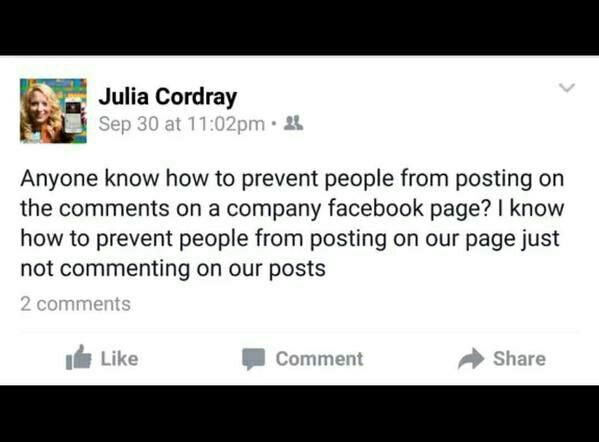 Julia Cordray
Sep 30 at 11:02pm •
Anyone know how to prevent people from posting on
the comments on a company facebook page? I know
how to prevent people from posting on our page just
not commenting on our posts
2 comments
Like Comment Share